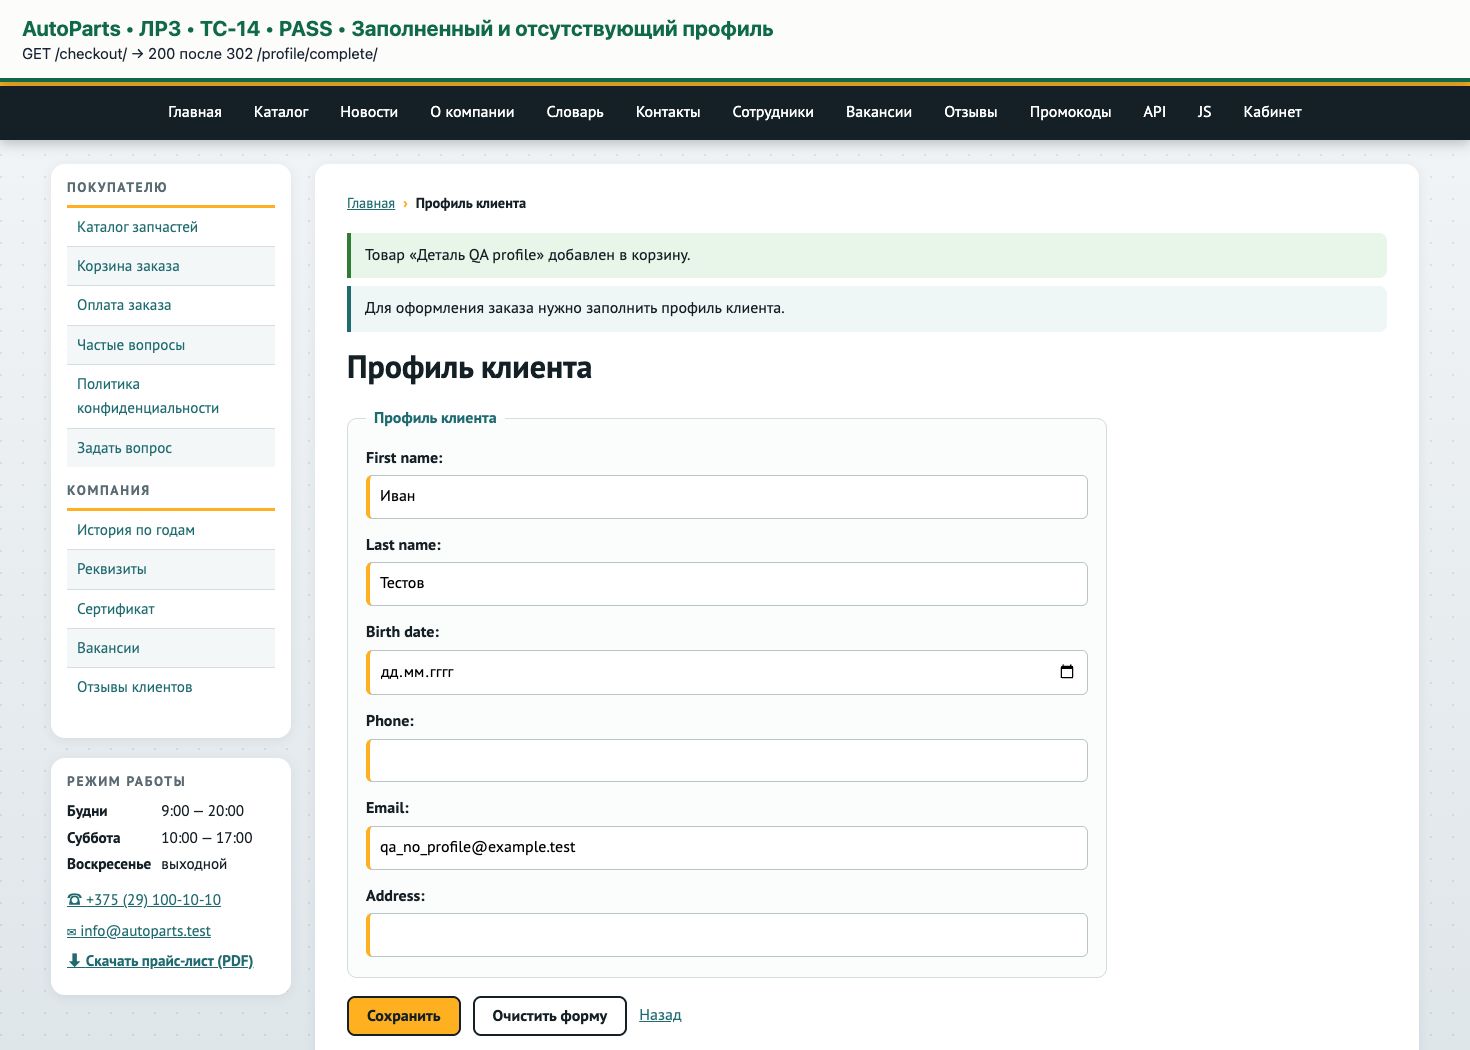 AutoParts • ЛР3 • TC-14 • PASS • Заполненный и отсутствующий профиль
GET /checkout/ → 200 после 302 /profile/complete/
Главная Каталог Новости О компании Словарь Контакты Сотрудники Вакансии Отзывы Промокоды API JS Кабинет
ПОКУПАТЕЛЮ
Каталог запчастей
Корзина заказа
Оплата заказа
Частые вопросы
Политика
конфиденциальности
Задать вопрос
КОМПАНИЯ
История по годам
Реквизиты
Сертификат
Вакансии
Отзывы клиентов
РЕЖИМ РАБОТЫ
Будни 9:00 — 20:00
Суббота 10:00 — 17:00
Воскресенье выходной
☎ +375 (29) 100-10-10
✉ info@autoparts.test
⬇ Скачать прайс-лист (PDF)
Главная › Профиль клиента
Товар «Деталь QA profile» добавлен в корзину.
Для оформления заказа нужно заполнить профиль клиента.
Профиль клиента
Профиль клиента
First name:
Иван
Last name:
Тестов
Birth date:
дд.мм.гггг
Phone:
Email:
qa_no_profile@example.test
Address:
Сохранить Очистить форму Назад